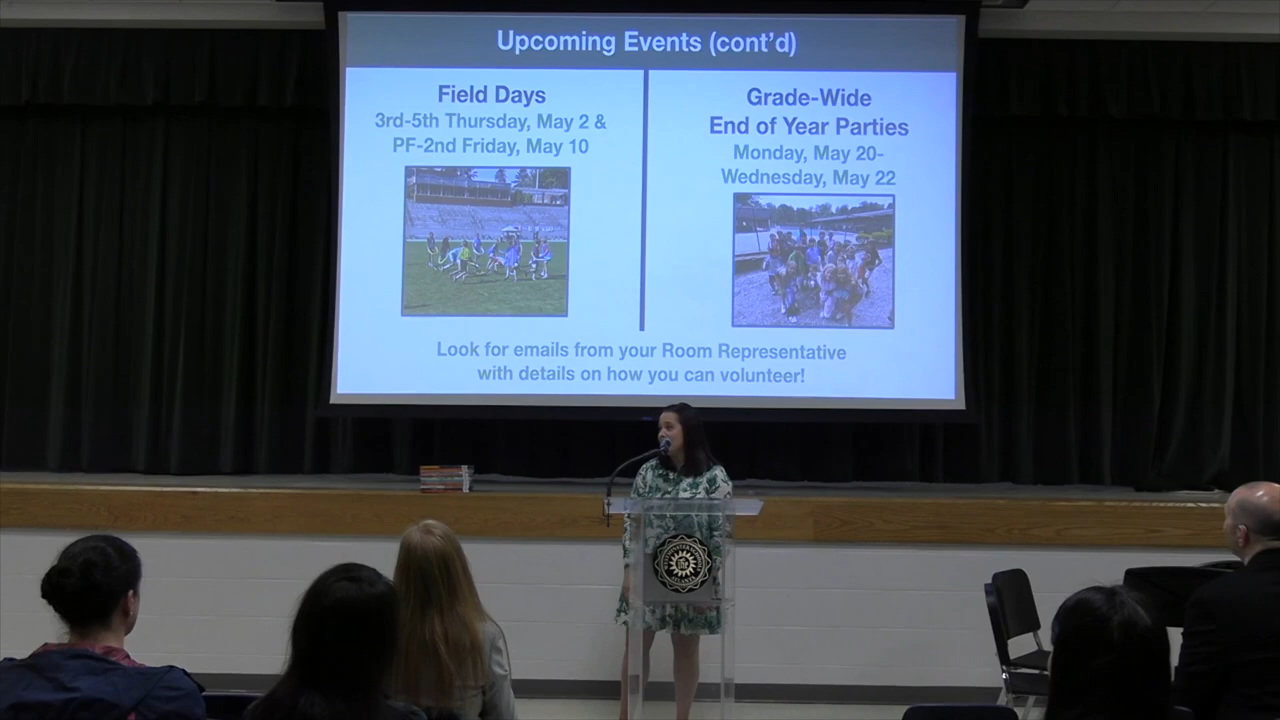 Upcoming Events (cont'd)
Field Days
3rd-5th Thursday, May 2 &
PF-2nd Friday, May 10
Grade-Wide
End of Year Parties
Monday, May 20-
Wednesday, May 22
Look for emails from your Room Representative
with details on how you can volunteer!
ATLANTA